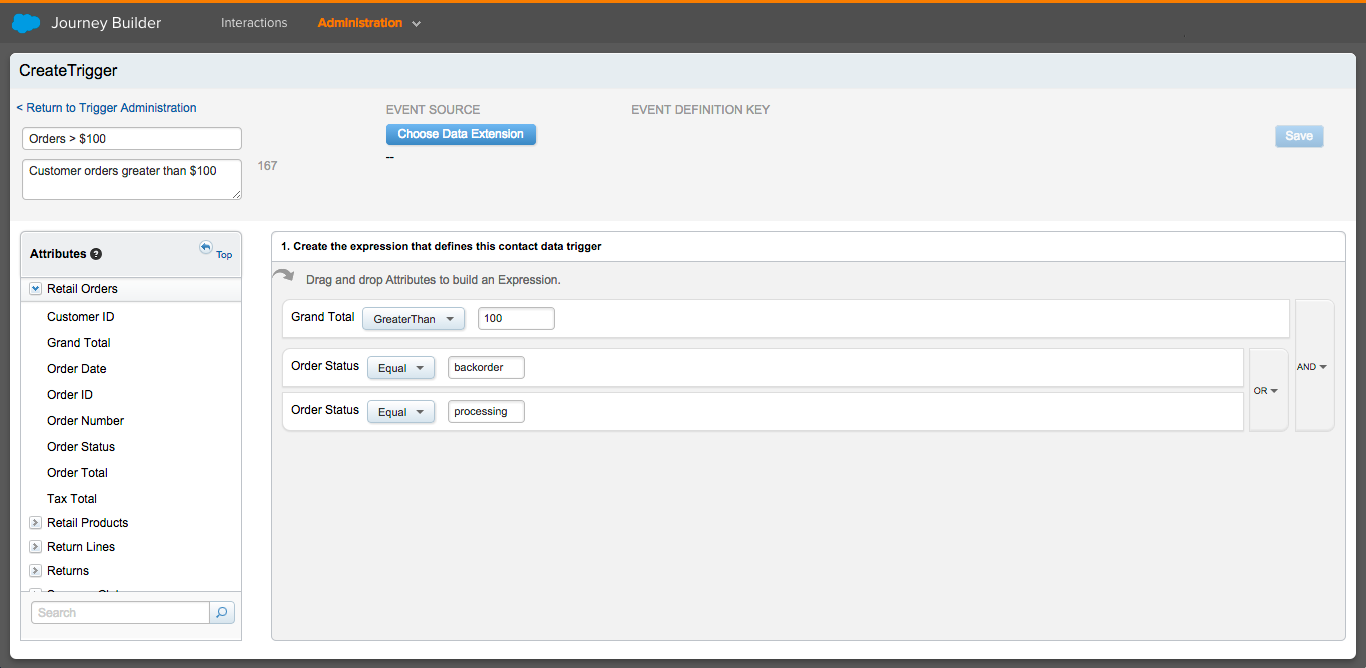 Journey Builder
Interactions
Administration
CreateTrigger
< Return to Trigger Administration
EVENT SOURCE
EVENT DEFINITION KEY
Orders > $100
Choose Data Extension
Save
--
Customer orders greater than $100
167
Attributes ?
Top
1. Create the expression that defines this contact data trigger
Drag and drop Attributes to build an Expression.
Retail Orders
Customer ID
Grand Total
Order Date
Order ID
Order Number
Order Status
Order Total
Tax Total
Retail Products
Return Lines
Returns
Search
Grand Total GreaterThan 100
Order Status Equal backorder
Order Status Equal processing
OR
AND